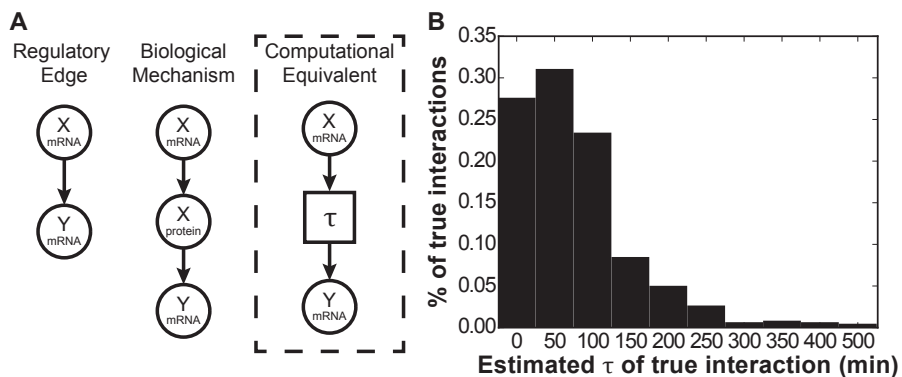 A
Regulatory
Edge
X
mRNA
Y
mRNA
Biological
Mechanism
X
mRNA
X
protein
Y
mRNA
Computational
Equivalent
X
mRNA
τ
Y
mRNA
B
% of true interactions
0.35
0.30
0.25
0.20
0.15
0.10
0.05
0.00
0 50 100 150 200 250 300 350 400 500
Estimated τ of true interaction (min)